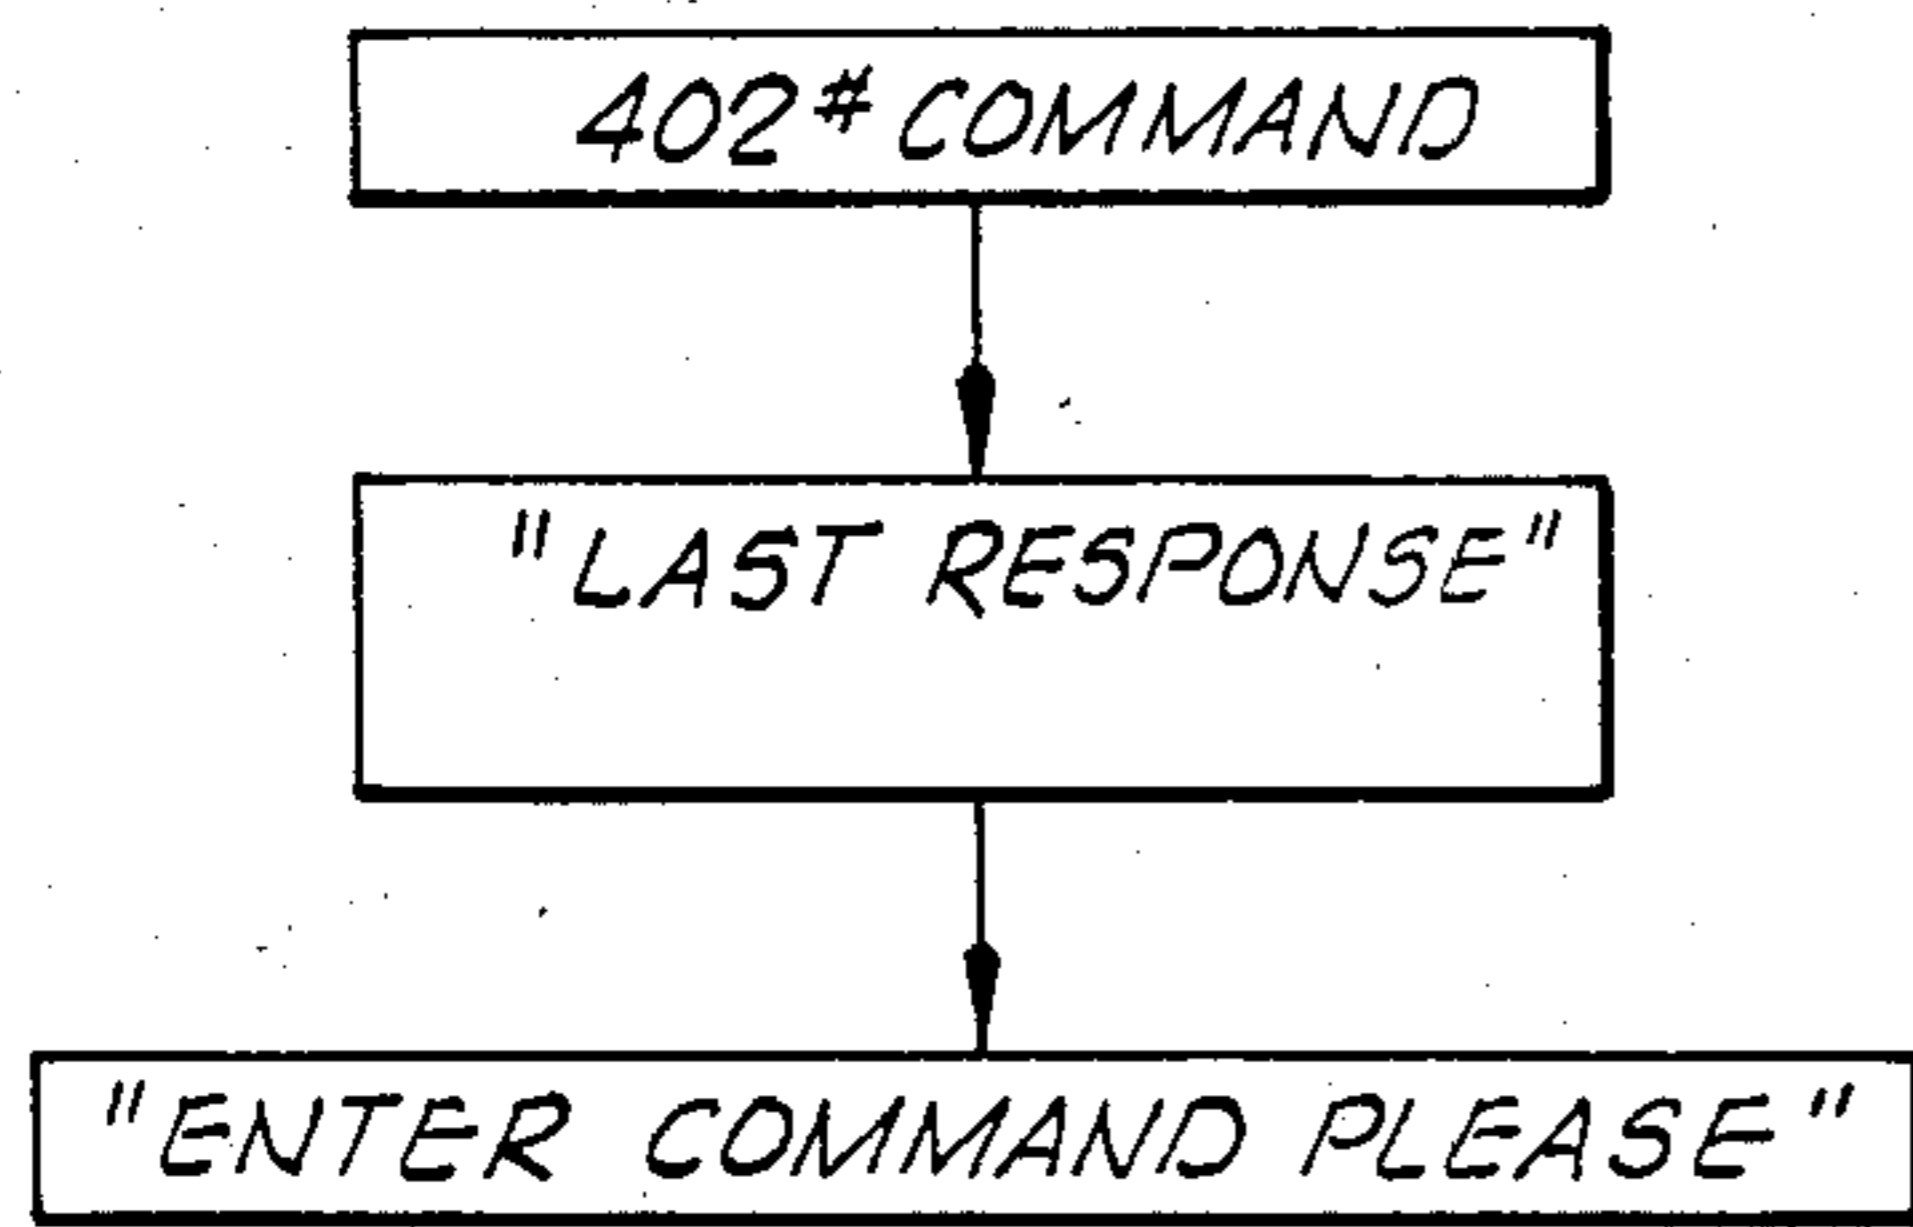 402# COMMAND
"LAST RESPONSE"
"ENTER COMMAND PLEASE"